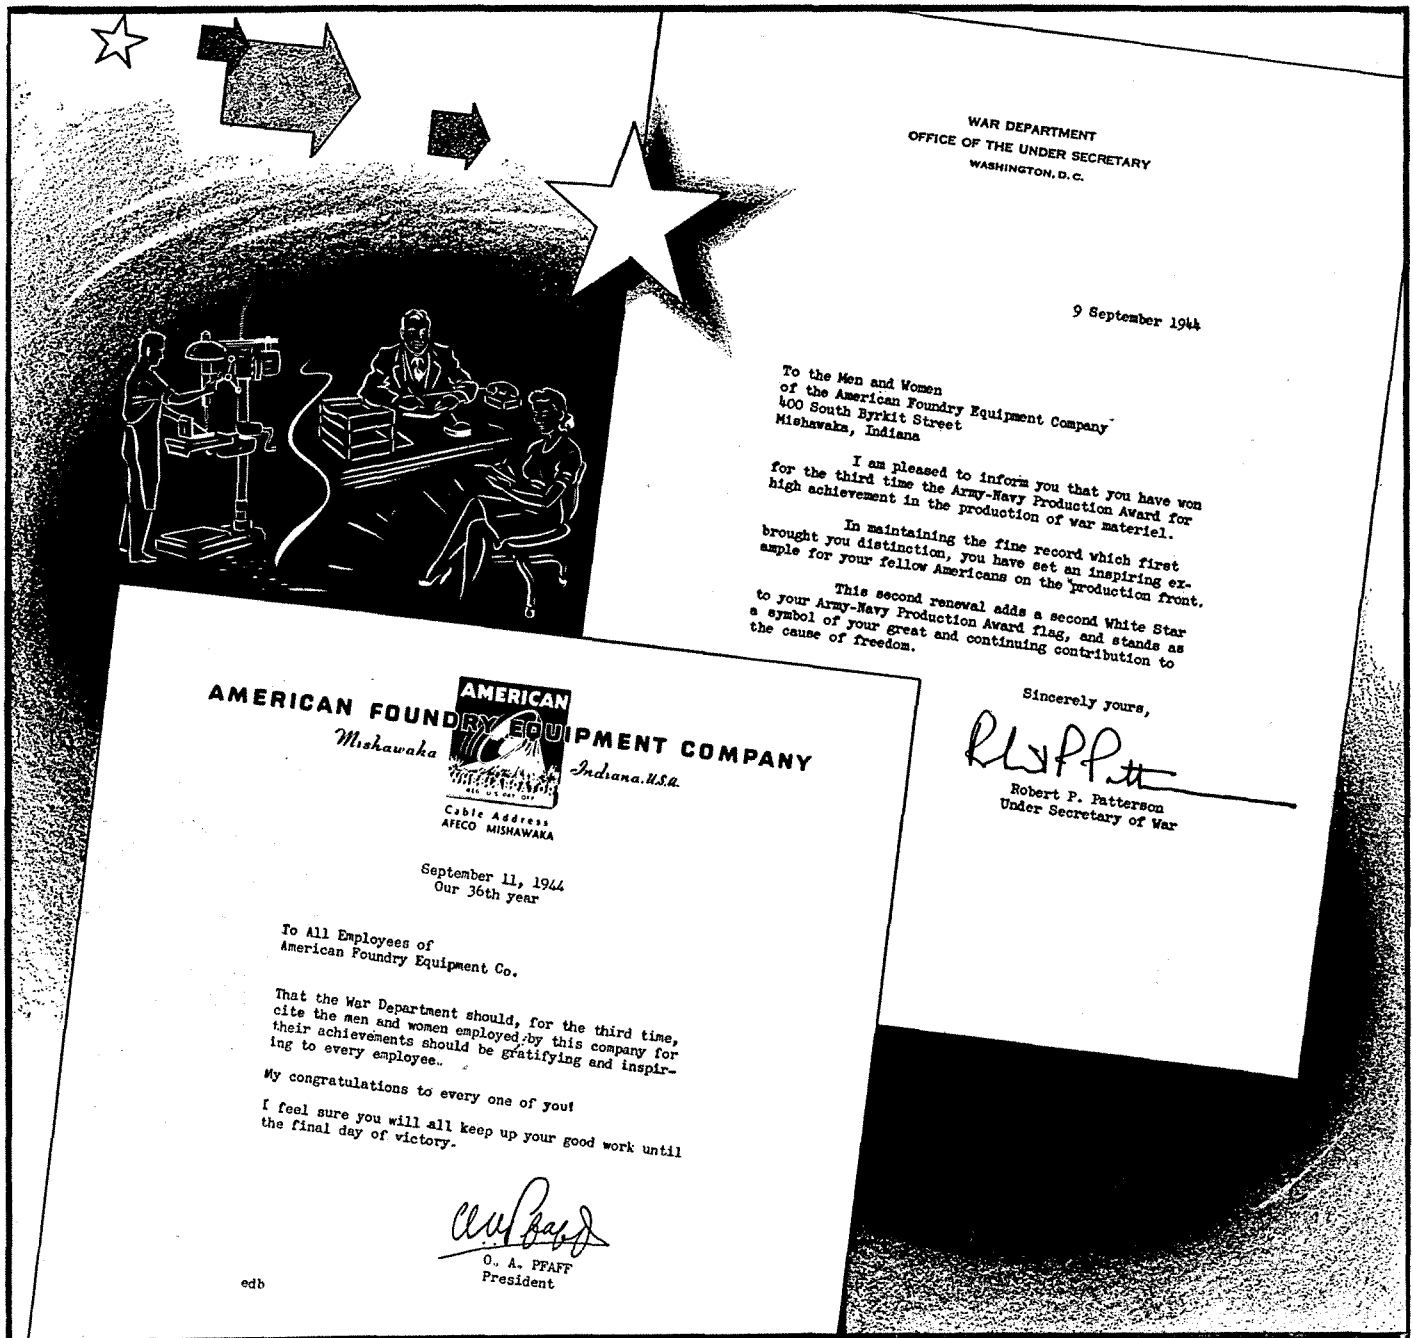 WAR DEPARTMENT
OFFICE OF THE UNDER SECRETARY
WASHINGTON, D. C.
9 September 1944
To the Men and Women
of the American Foundry Equipment Company
400 South Byrkit Street
Mishawaka, Indiana
I am pleased to inform you that you have won
for the third time the Army-Navy Production Award for
high achievement in the production of war materiel.
In maintaining the fine record which first
brought you distinction, you have set an inspiring ex-
ample for your fellow Americans on the production front.
This second renewal adds a second White Star
to your Army-Navy Production Award flag, and stands as
a symbol of your great and continuing contribution to
the cause of freedom.
Sincerely yours,
Robert P. Patterson
Under Secretary of War
AMERICAN FOUNDRY EQUIPMENT COMPANY
Mishawaka Indiana. U.S.A.
AMERICAN
REG. U.S. PAT. OFF.
Cable Address
AFECO MISHAWAKA
September 11, 1944
Our 36th year
To All Employees of
American Foundry Equipment Co.
That the War Department should, for the third time,
cite the men and women employed by this company for
their achievements should be gratifying and inspir-
ing to every employee.
My congratulations to every one of you!
I feel sure you will all keep up your good work until
the final day of victory.
O. A. PFAFF
President
edb